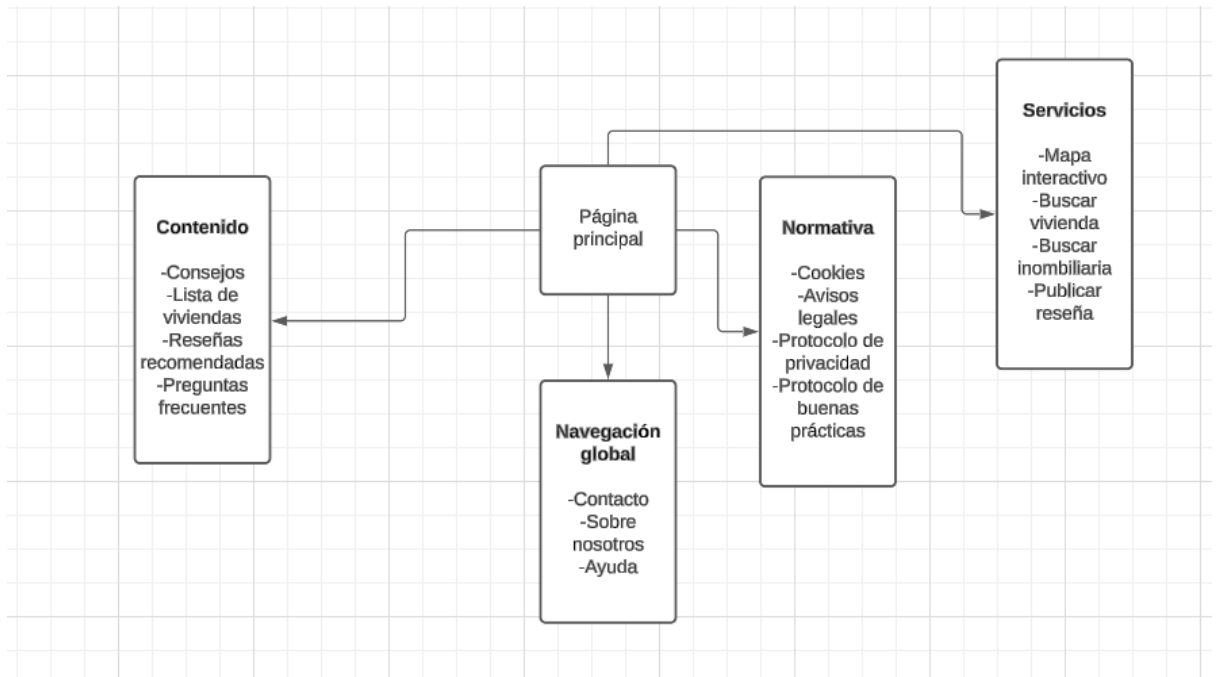 Página
principal
Contenido
-Consejos
-Lista de
viviendas
-Reseñas
recomendadas
-Preguntas
frecuentes
Navegación
global
-Contacto
-Sobre
nosotros
-Ayuda
Normativa
-Cookies
-Avisos
legales
-Protocolo de
privacidad
-Protocolo de
buenas
prácticas
Servicios
-Mapa
interactivo
-Buscar
vivienda
-Buscar
inombiliaria
-Publicar
reseña